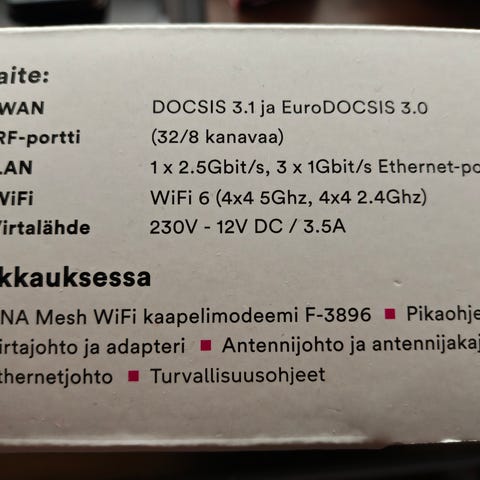 aite:
WAN DOCSIS 3.1 ja EuroDOCSIS 3.0
RF-portti (32/8 kanavaa)
LAN 1 x 2.5Gbit/s, 3 x 1Gbit/s Ethernet-po
WiFi WiFi 6 (4x4 5Ghz, 4x4 2.4Ghz)
Virtalähde 230V - 12V DC / 3.5A
kkauksessa
NA Mesh WiFi kaapelimodeemi F-3896 ■ Pikaohje
irtajohto ja adapteri ■ Antennijohto ja antennijakaj
thernetjohto ■ Turvallisuusohjeet